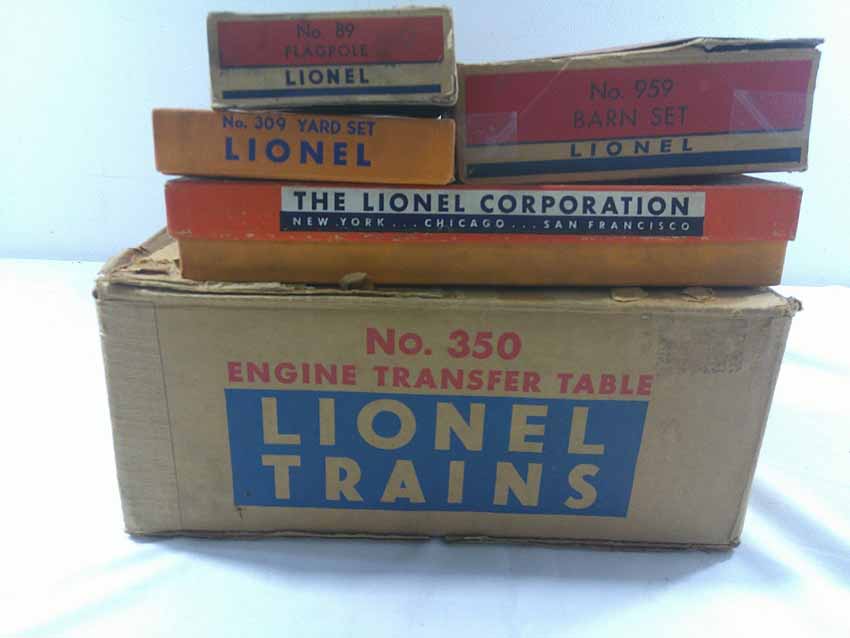 No. 89
FLAGPOLE
LIONEL
No. 959
BARN SET
LIONEL
No. 309 YARD SET
LIONEL
THE LIONEL CORPORATION
NEW YORK . . . CHICAGO . . . SAN FRANCISCO
No. 350
ENGINE TRANSFER TABLE
LIONEL
TRAINS